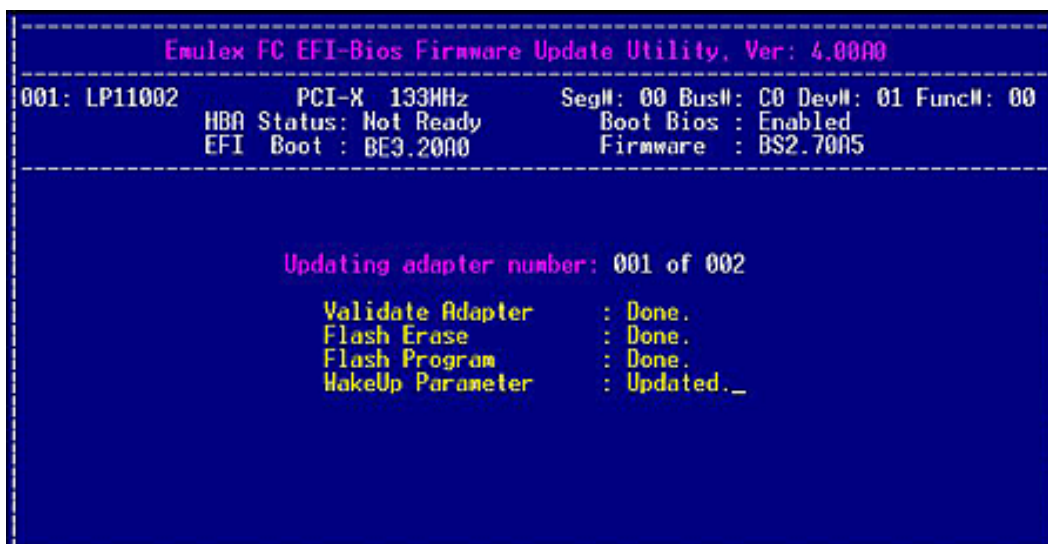 Emulex FC EFI-Bios Firmware Update Utility, Ver: 4.00A0
001: LP11002 PCI-X 133MHz Seg#: 00 Bus#: C0 Dev#: 01 Func#: 00
HBA Status: Not Ready Boot Bios : Enabled
EFI Boot : BE3.20A0 Firmware : BS2.70A5
Updating adapter number: 001 of 002
Validate Adapter : Done.
Flash Erase : Done.
Flash Program : Done.
WakeUp Parameter : Updated._